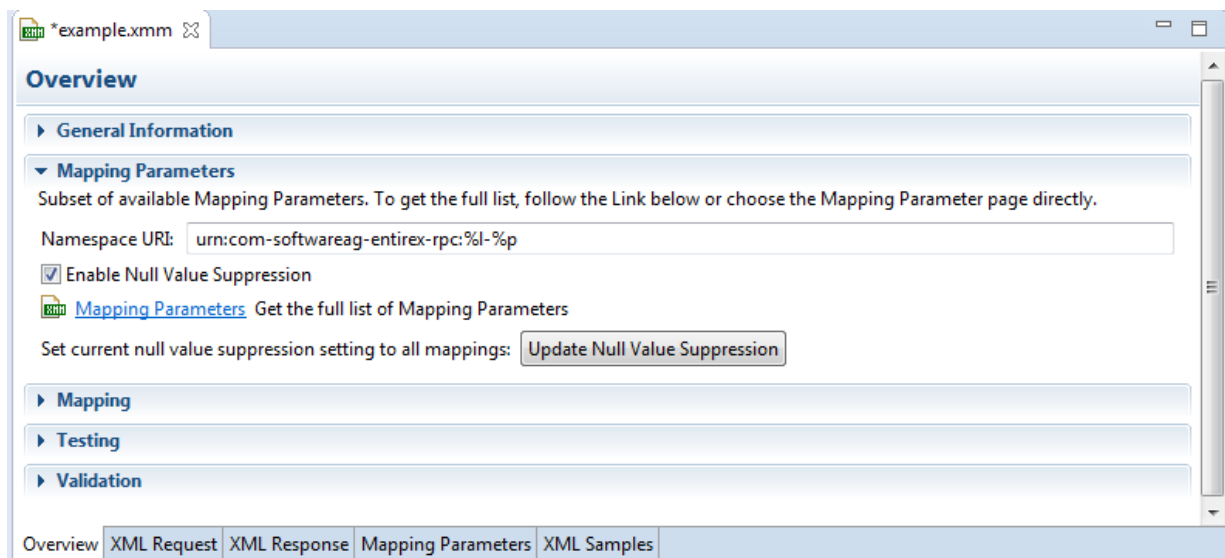 *example.xmm
Overview
General Information
Mapping Parameters
Subset of available Mapping Parameters. To get the full list, follow the Link below or choose the Mapping Parameter page directly.
Namespace URI: urn:com-softwareag-entirex-rpc:%l-%p
Enable Null Value Suppression
Mapping Parameters Get the full list of Mapping Parameters
Set current null value suppression setting to all mappings: Update Null Value Suppression
Mapping
Testing
Validation
Overview XML Request XML Response Mapping Parameters XML Samples